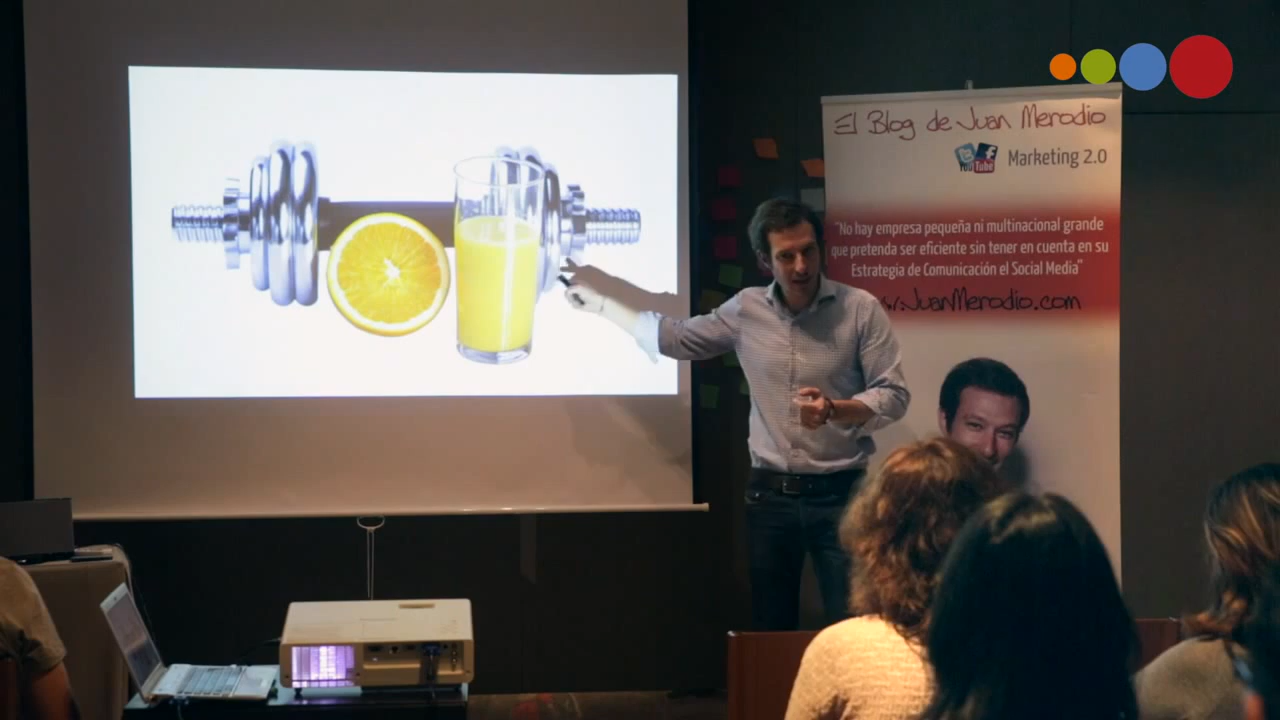 El Blog de Juan Merodio
You Tube
Marketing 2.0
"No hay empresa pequeña ni multinacional grande
que pretenda ser eficiente sin tener en cuenta en su
Estrategia de Comunicación el Social Media"
.JuanMerodio.com